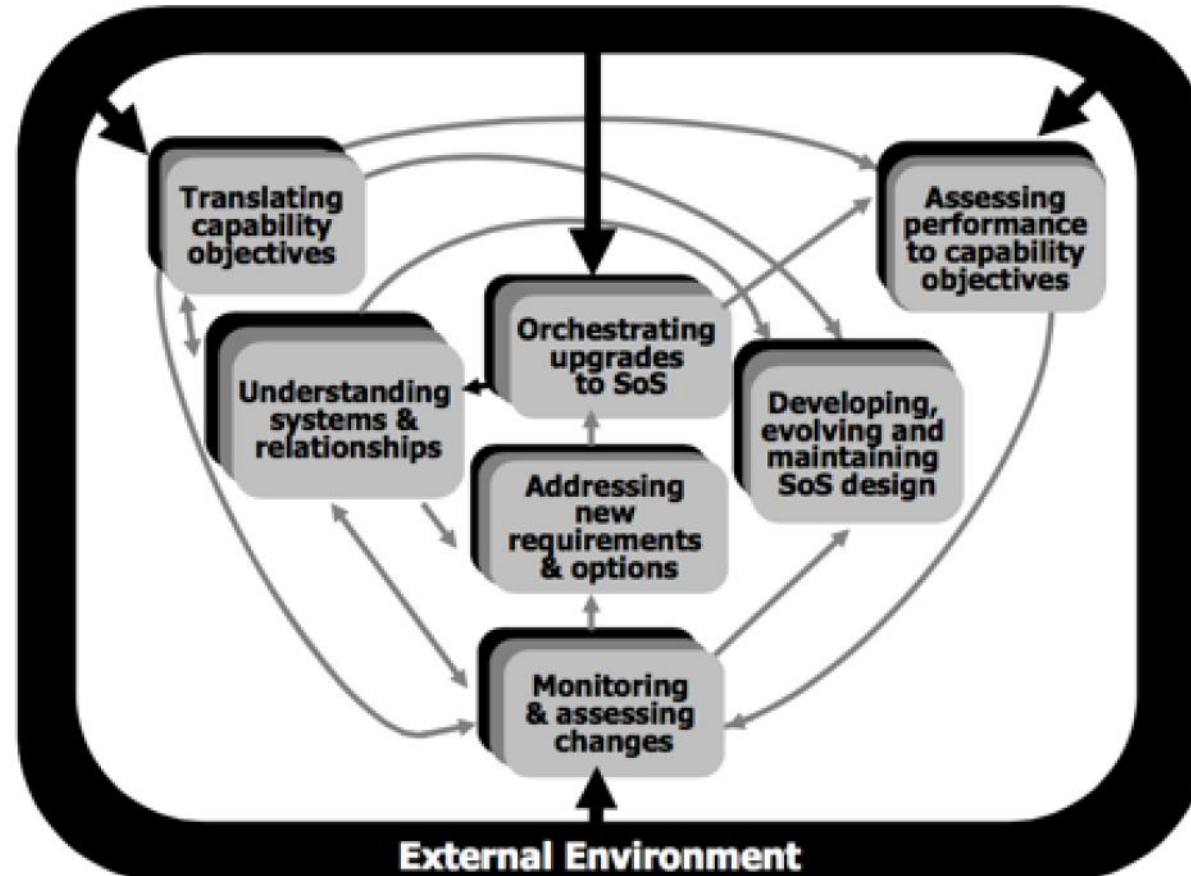 Translating
capability
objectives
Assessing
performance
to capability
objectives
Orchestrating
upgrades
to SoS
Understanding
systems &
relationships
Developing,
evolving and
maintaining
SoS design
Addressing
new
requirements
& options
Monitoring
& assessing
changes
External Environment